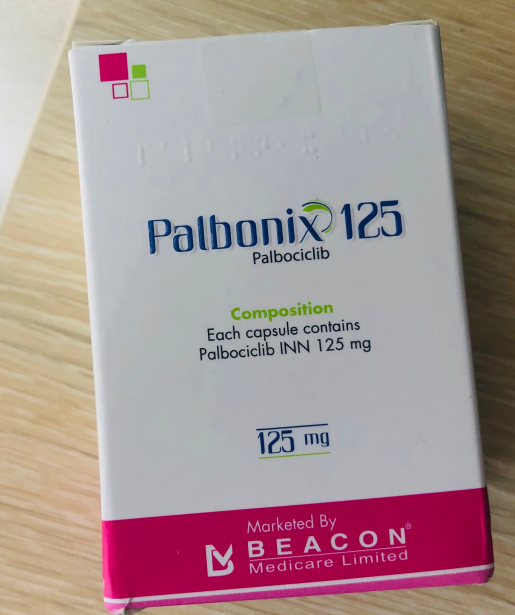 Palbonix 125
Palbociclib
Composition
Each capsule contains
Palbociclib INN 125 mg
125 mg
Marketed By
BEACON®
Medicare Limited